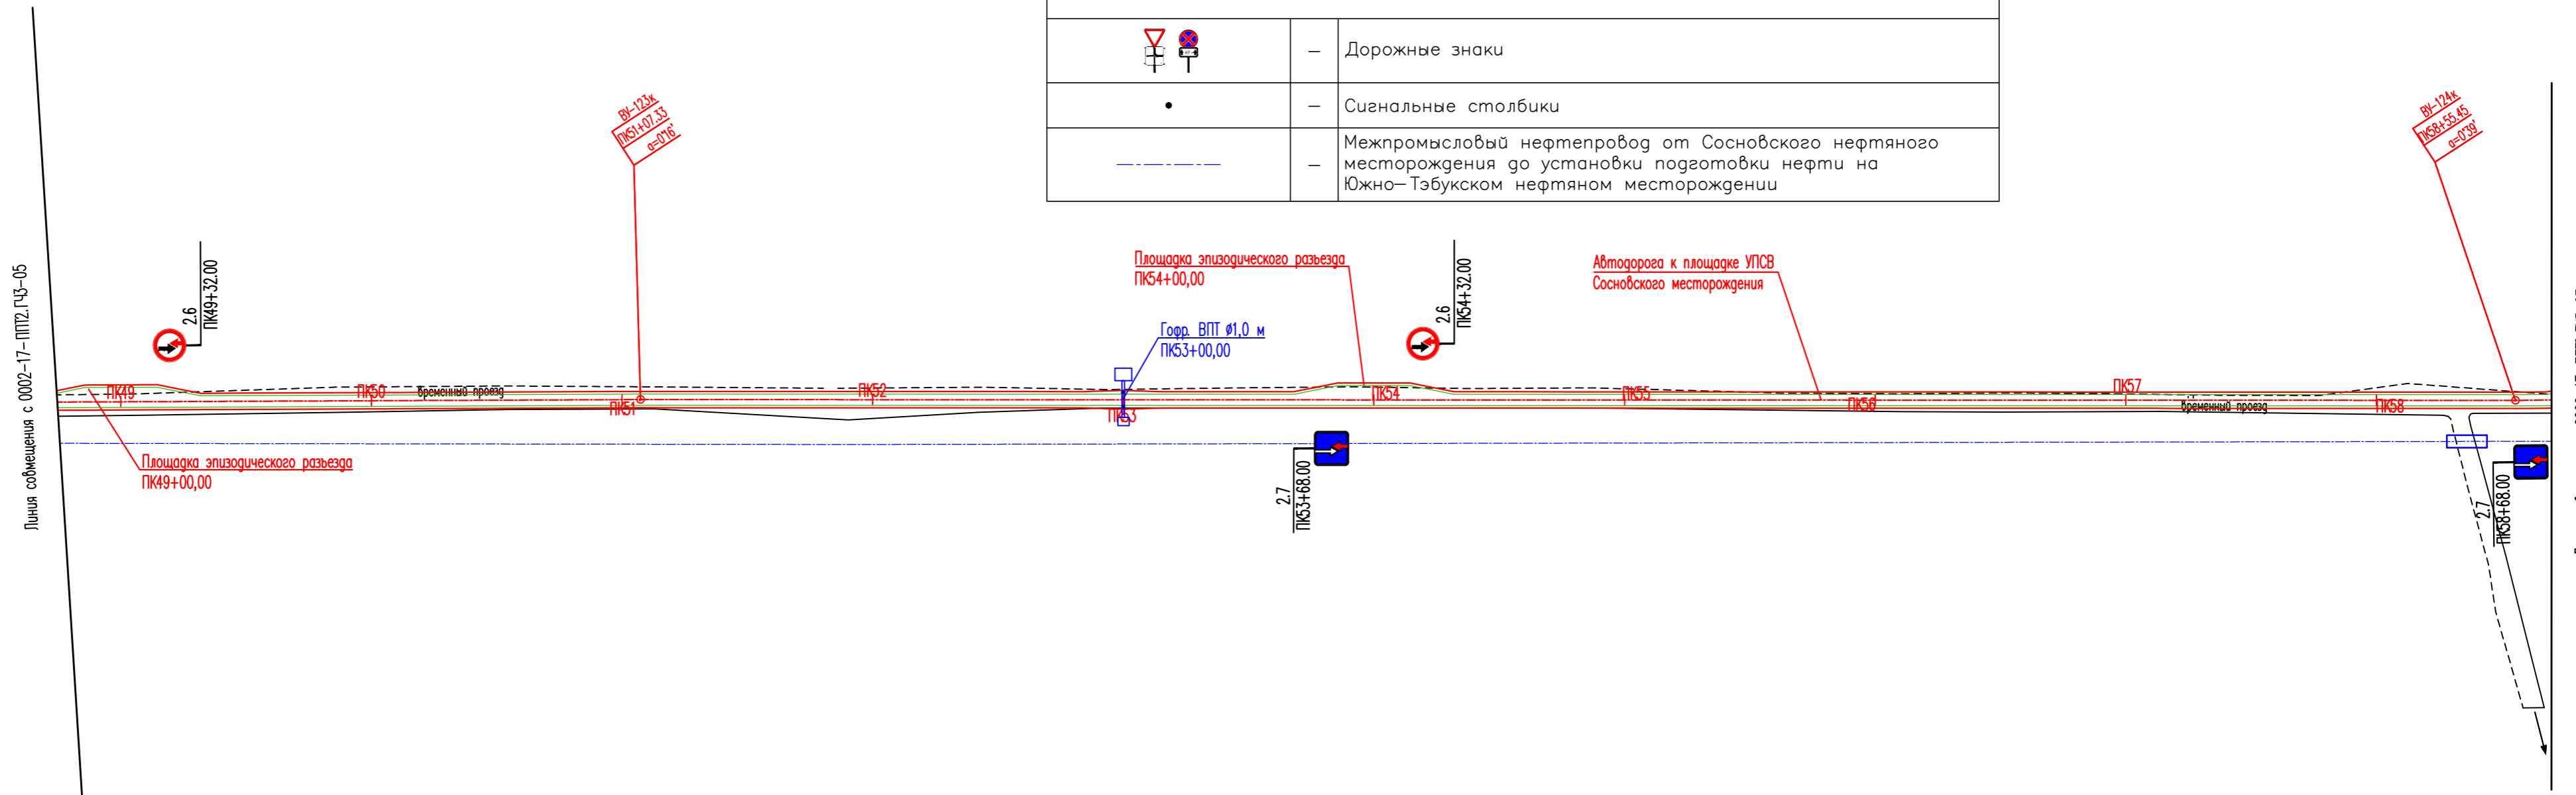 Дорожные знаки
Сигнальные столбики
Межпромысловый нефтепровод от Сосновского нефтяного
месторождения до установки подготовки нефти на
Южно-Тэбукском нефтяном месторождении
ВУ-123к
ПК51+07.33
α=0°16'
ВУ-124к
ПК58+55.45
α=0°39'
Линия совмещения с 0002-17-ППТ2.ГЧ3-05
2.6
ПК49+32.00
Площадка эпизодического разъезда
ПК54+00,00
2.6
ПК54+32.00
Автодорога к площадке УПСВ
Сосновского месторождения
Гофр. ВПТ Ø1,0 м
ПК53+00,00
ПК49
ПК50
временный проезд
ПК51
ПК52
ПК53
ПК54
ПК55
ПК56
ПК57
временный проезд
ПК58
Площадка эпизодического разъезда
ПК49+00,00
2.7
ПК53+68.00
2.7
ПК58+68.00